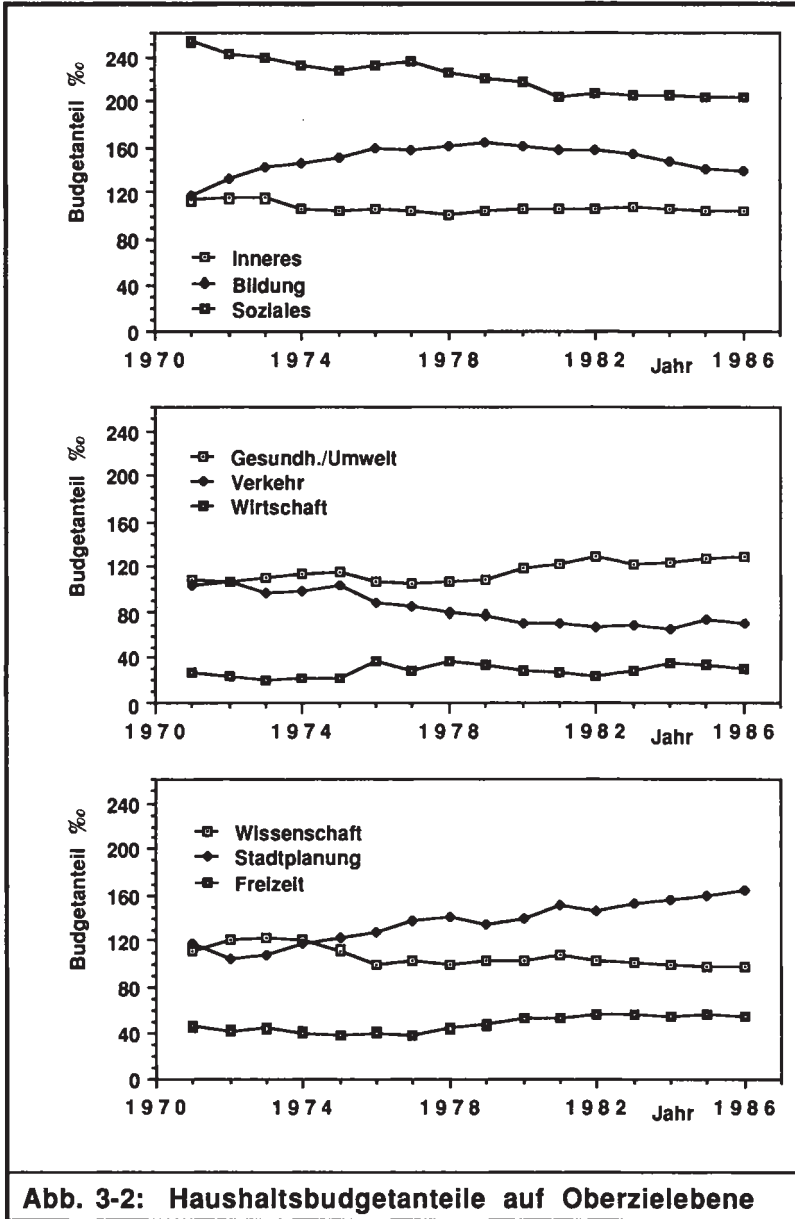 Budgetanteil ‰
240
200
160
120
80
40
0
Inneres
Bildung
Soziales
1970 1974 1978 1982 Jahr 1986
Budgetanteil ‰
240
200
160
120
80
40
0
Gesundh./Umwelt
Verkehr
Wirtschaft
1970 1974 1978 1982 Jahr 1986
Budgetanteil ‰
240
200
160
120
80
40
0
Wissenschaft
Stadtplanung
Freizeit
1970 1974 1978 1982 Jahr 1986
Abb. 3-2: Haushaltsbudgetanteile auf Oberzielebene